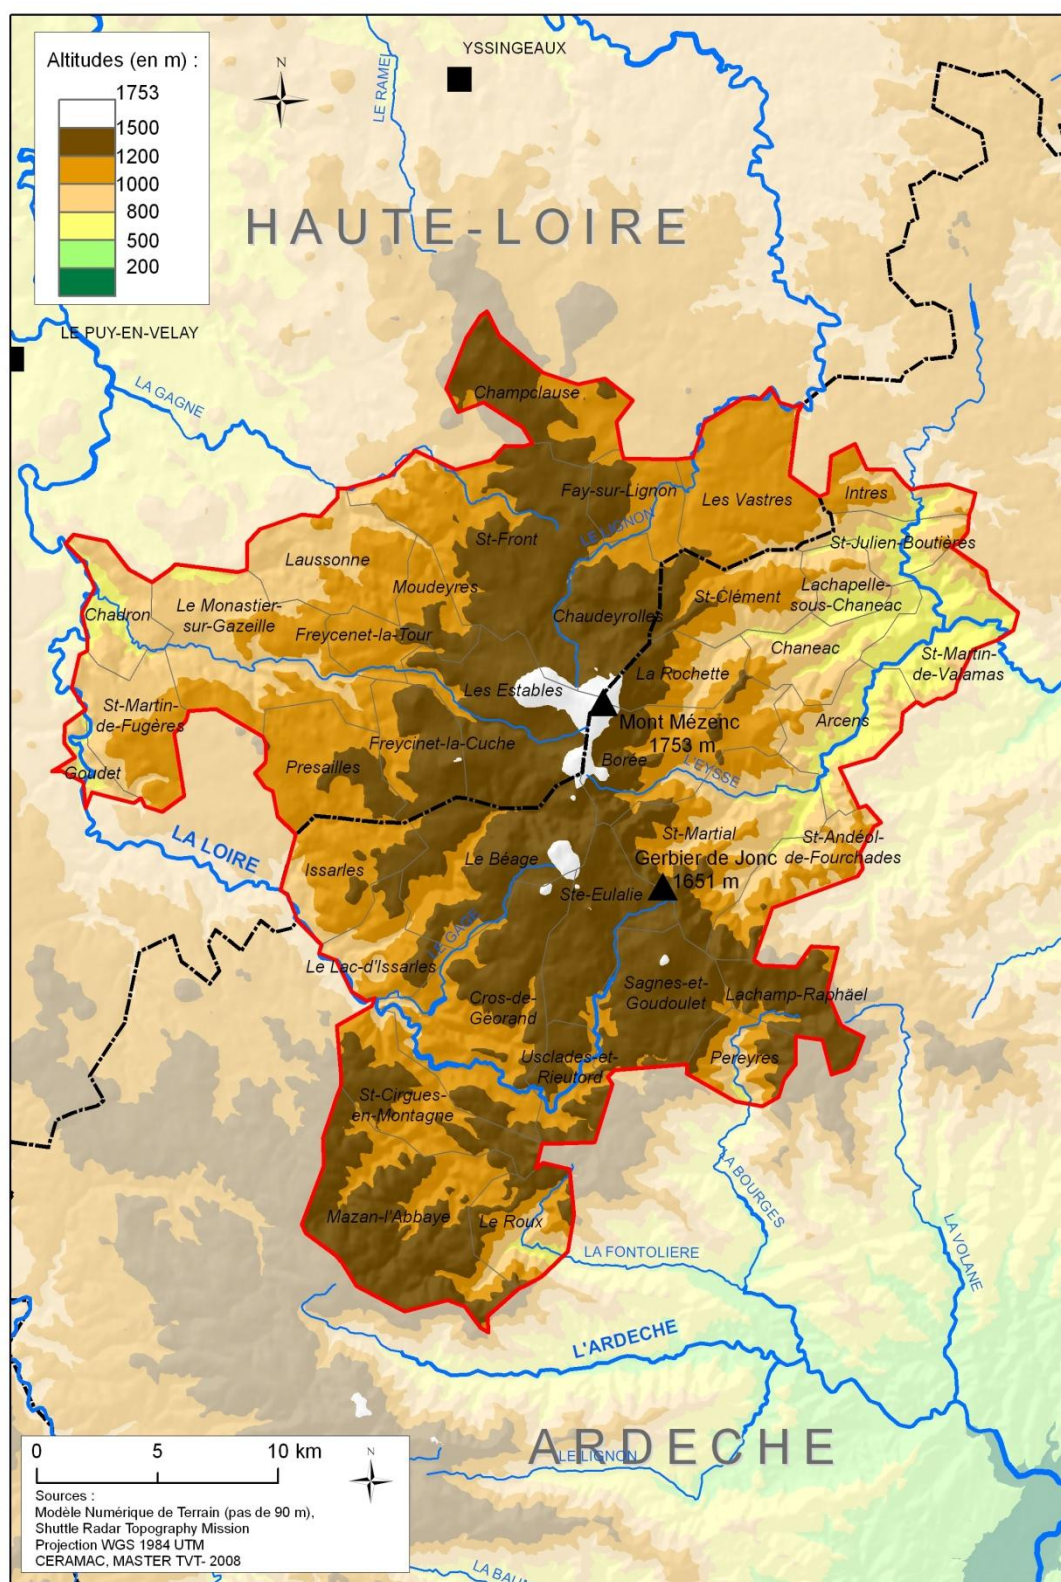 Altitudes (en m) :
1753
1500
1200
1000
800
500
200
N
YSSINGEAUX
LE RAMEL
HAUTE-LOIRE
LE PUY-EN-VELAY
LA GAGNE
Champclause
Fay-sur-Lignon
Les Vastres
Intres
LE LIGNON
St-Front
St-Julien-Boutières
Laussonne
Moudeyres
Lachapelle-
sous-Chaneac
St-Clément
Chadron
Le Monastier-
sur-Gazeille
Freycenet-la-Tour
Chaudeyrolles
Chaneac
St-Martin-
de-Valamas
La Rochette
Les Estables
St-Martin-
de-Fugères
Arcens
Mont Mézenc
1753 m
Freycinet-la-Cuche
Borée
Presailles
Goudet
L'EYSSE
LA LOIRE
St-Martial
St-Andéol-
de-Fourchades
Le Béage
Gerbier de Jonc
1651 m
Issarles
Ste-Eulalie
LE GAGE
Le Lac-d'Issarles
Sagnes-et-
Goudoulet
Lachamp-Raphäel
Cros-de-
Géorand
Usclades-et-
Rieutord
Pereyres
St-Cirgues-
en-Montagne
LA BOURGES
Mazan-l'Abbaye
Le Roux
LA FONTOLIERE
LA VOLANE
L'ARDECHE
ARDECHE
LE LIGNON
0 5 10 km
N
Sources :
Modèle Numérique de Terrain (pas de 90 m),
Shuttle Radar Topography Mission
Projection WGS 1984 UTM
CERAMAC, MASTER TVT- 2008